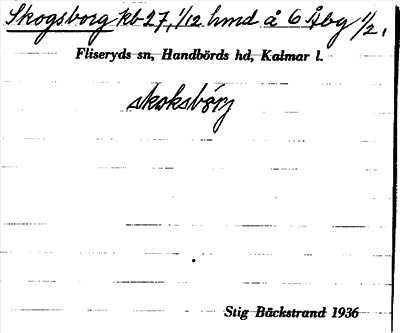 Skogsborg kb 27, 1/12 hmd å 6 Åbg 1/2,
Fliseryds sn, Handbörds hd, Kalmar l.
skoksbörj
Stig Bäckstrand 1936